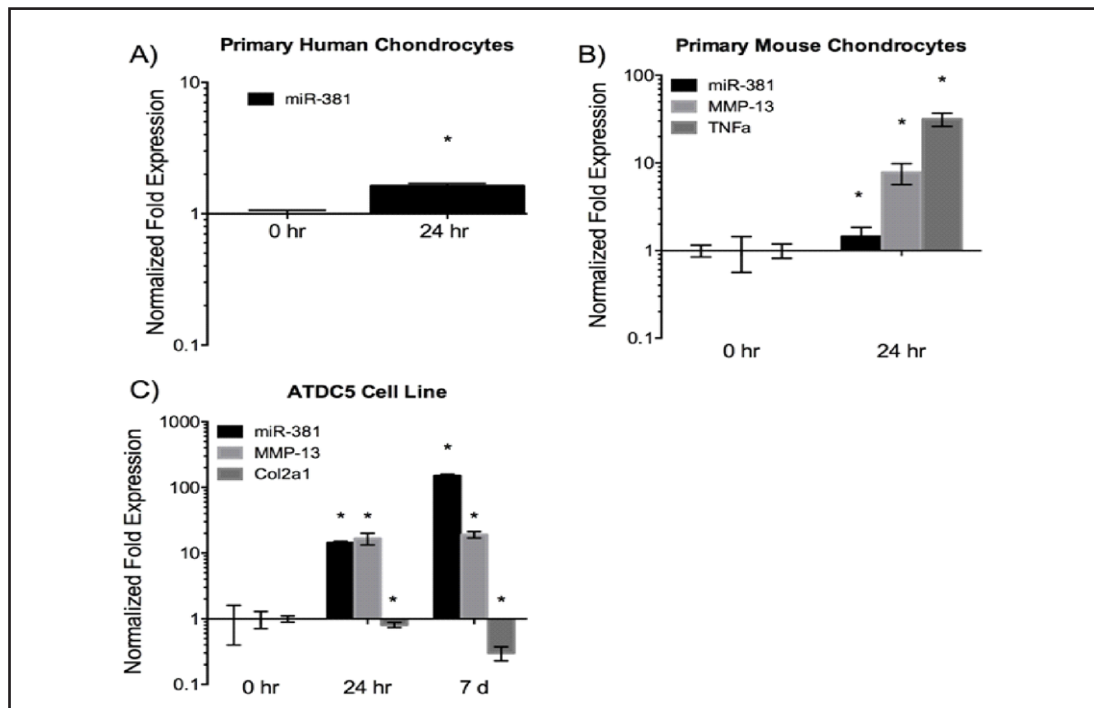 A)
Primary Human Chondrocytes
Normalized Fold Expression
10
1
0.1
miR-381
*
0 hr 24 hr
B)
Primary Mouse Chondrocytes
Normalized Fold Expression
100
10
1
0.1
miR-381
MMP-13
TNFa
* * *
0 hr 24 hr
C)
ATDC5 Cell Line
Normalized Fold Expression
1000
100
10
1
0.1
miR-381
MMP-13
Col2a1
* * * * * *
0 hr 24 hr 7 d